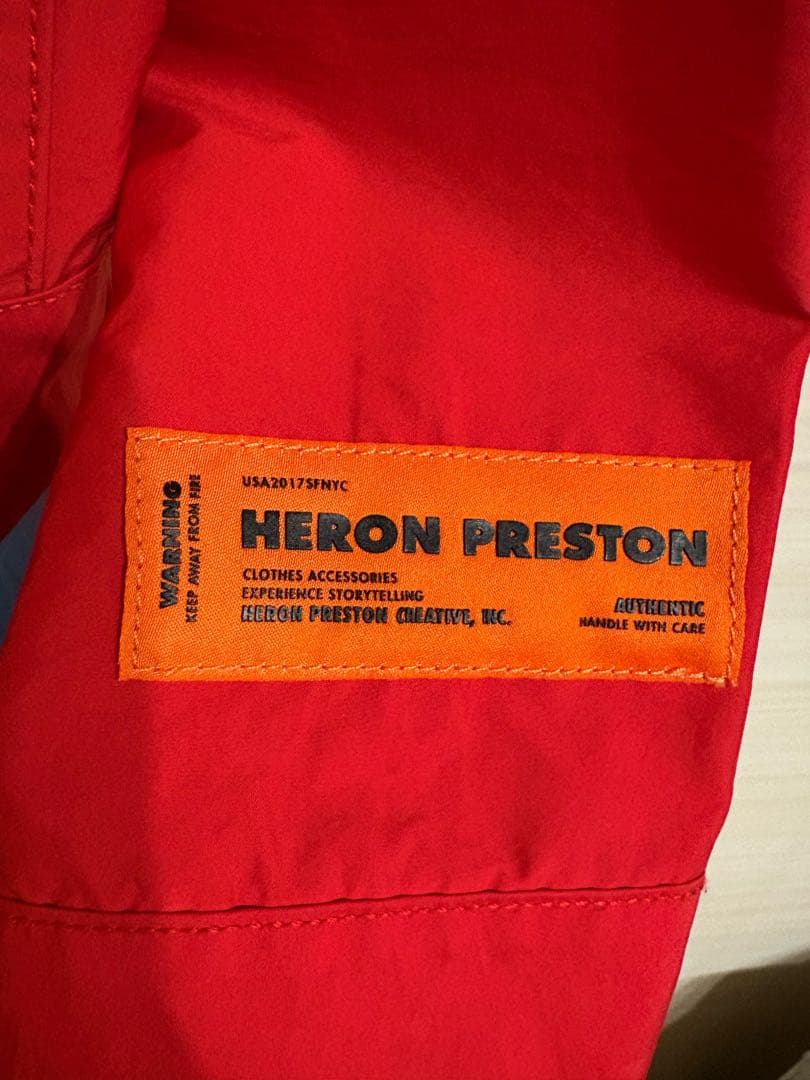 WARNING
KEEP AWAY FROM FIRE
USA2017SFNYC
HERON PRESTON
CLOTHES ACCESSORIES
EXPERIENCE STORYTELLING
HERON PRESTON CREATIVE, INC.
AUTHENTIC
HANDLE WITH CARE